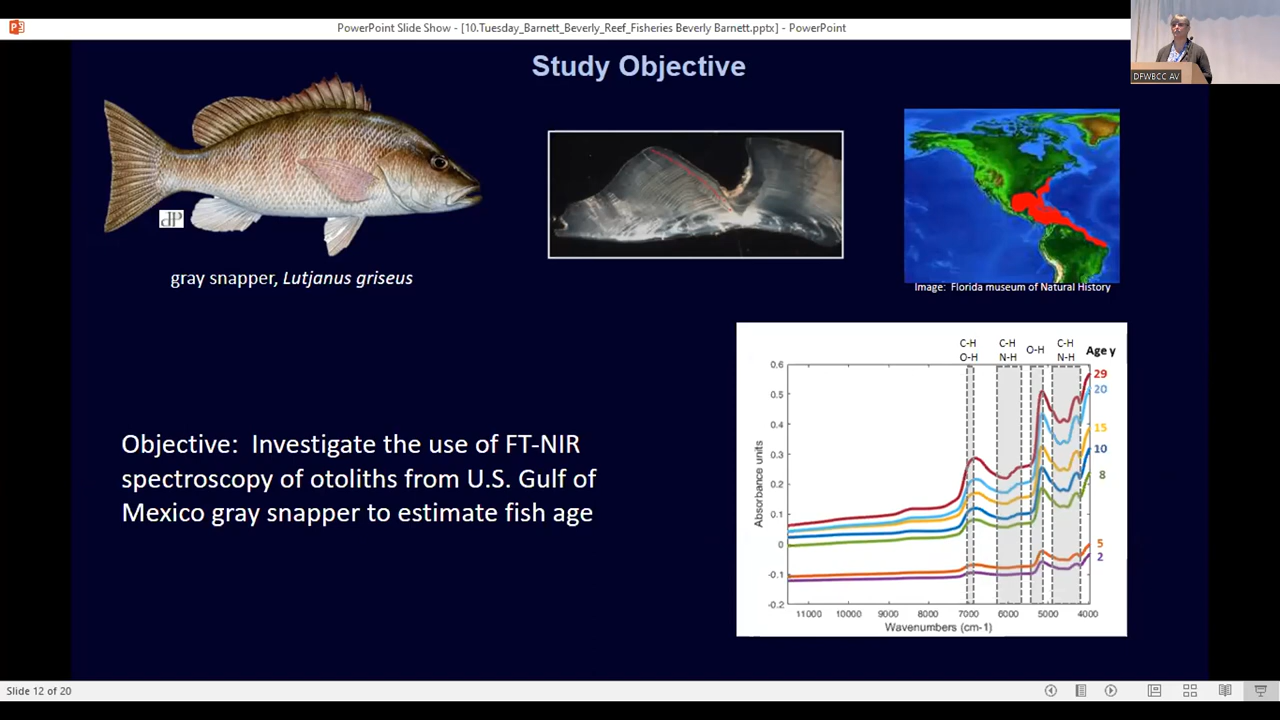 PowerPoint Slide Show - [10.Tuesday_Barnett_Beverly_Reef_Fisheries Beverly Barnett.pptx] - PowerPoint
DFWBCC AV
Study Objective
dP
gray snapper, Lutjanus griseus
Image: Florida museum of Natural History
Objective: Investigate the use of FT-NIR
spectroscopy of otoliths from U.S. Gulf of
Mexico gray snapper to estimate fish age
C-H
O-H
C-H
N-H
O-H
C-H
N-H
Age y
0.6
0.5
0.4
0.3
0.2
0.1
0
-0.1
-0.2
Absorbance units
29
20
15
10
8
5
2
11000 10000 9000 8000 7000 6000 5000 4000
Wavenumbers (cm-1)
Slide 12 of 20